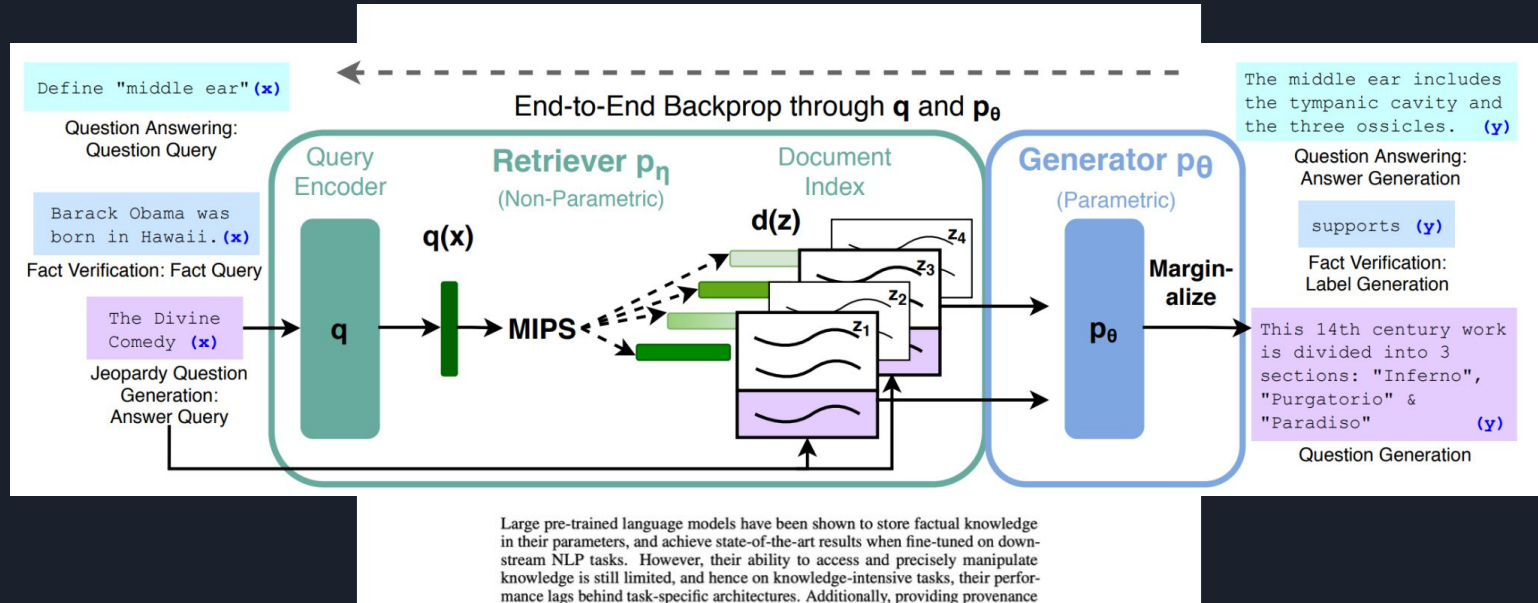 End-to-End Backprop through q and pθ
Define "middle ear" (x)
Question Answering:
Question Query
Barack Obama was
born in Hawaii. (x)
Fact Verification: Fact Query
The Divine
Comedy (x)
Jeopardy Question
Generation:
Answer Query
Query
Encoder
q
q(x)
Retriever pη
(Non-Parametric)
MIPS
Document
Index
d(z)
z4
z3
z2
z1
Generator pθ
(Parametric)
pθ
Margin-
alize
The middle ear includes
the tympanic cavity and
the three ossicles. (y)
Question Answering:
Answer Generation
supports (y)
Fact Verification:
Label Generation
This 14th century work
is divided into 3
sections: "Inferno",
"Purgatorio" &
"Paradiso" (y)
Question Generation
Large pre-trained language models have been shown to store factual knowledge
in their parameters, and achieve state-of-the-art results when fine-tuned on down-
stream NLP tasks. However, their ability to access and precisely manipulate
knowledge is still limited, and hence on knowledge-intensive tasks, their perfor-
mance lags behind task-specific architectures. Additionally, providing provenance